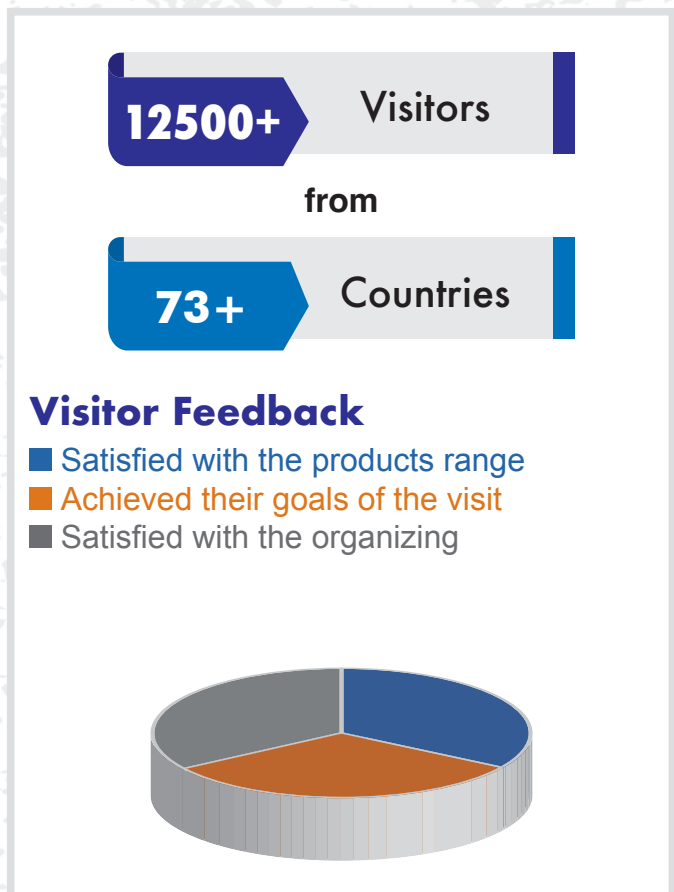 12500+ Visitors
from
73+ Countries
Visitor Feedback
Satisfied with the products range
Achieved their goals of the visit
Satisfied with the organizing